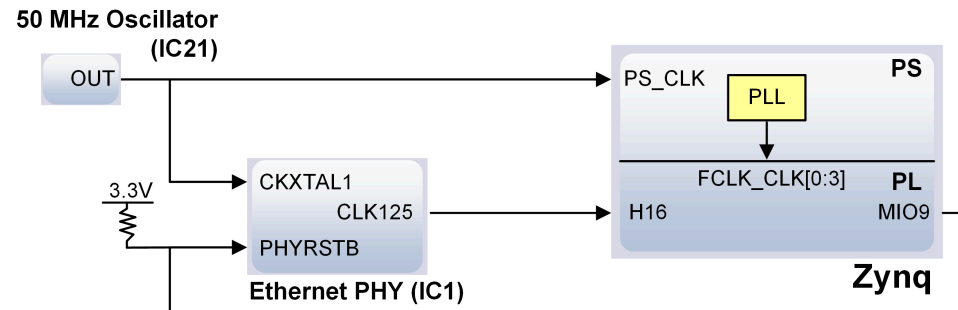 50 MHz Oscillator
(IC21)
OUT
PS_CLK
PS
PLL
FCLK_CLK[0:3]
PL
H16
MIO9
Zynq
3.3V
CKXTAL1
CLK125
PHYRSTB
Ethernet PHY (IC1)